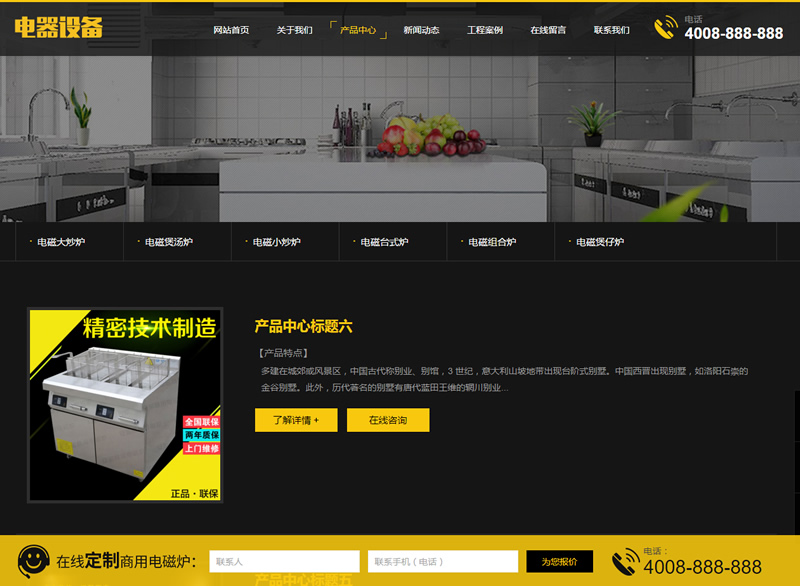 电器设备
网站首页 关于我们 产品中心 新闻动态 工程案例 在线留言 联系我们
电话
4008-888-888
· 电磁大炒炉 · 电磁煲汤炉 · 电磁小炒炉 · 电磁台式炉 · 电磁组合炉 · 电磁煲仔炉
精密技术制造
全国联保
两年质保
上门维修
正品·联保
产品中心标题六
【产品特点】
多建在城郊或风景区，中国古代称别业、别馆，3 世纪，意大利山坡地带出现台阶式别墅。中国西晋出现别墅，如洛阳石崇的
金谷别墅。此外，历代著名的别墅有唐代蓝田王维的辋川别业...
了解详情 + 在线咨询
在线定制商用电磁炉：
联系人
联系手机（电话）
为您报价
电话：
4008-888-888
产品中心标题五